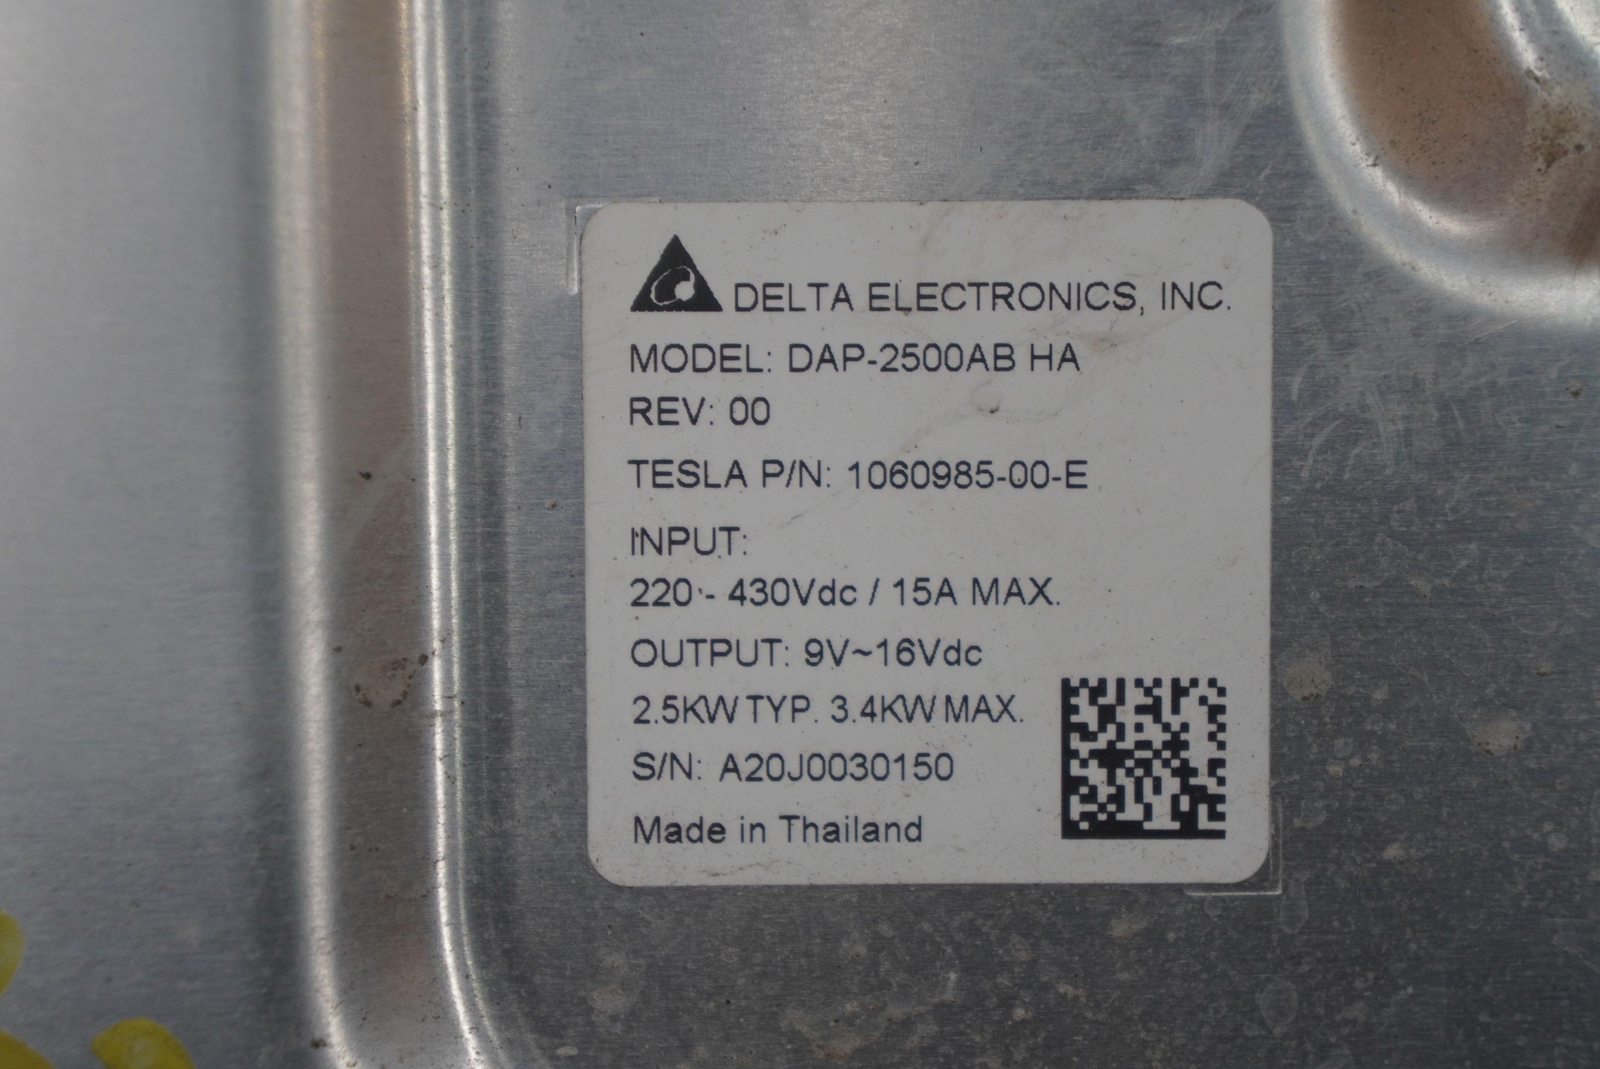 DELTA ELECTRONICS, INC.
MODEL: DAP-2500AB HA
REV: 00
TESLA P/N: 1060985-00-E
INPUT:
220 - 430Vdc / 15A MAX.
OUTPUT: 9V~16Vdc
2.5KW TYP. 3.4KW MAX.
S/N: A20J0030150
Made in Thailand